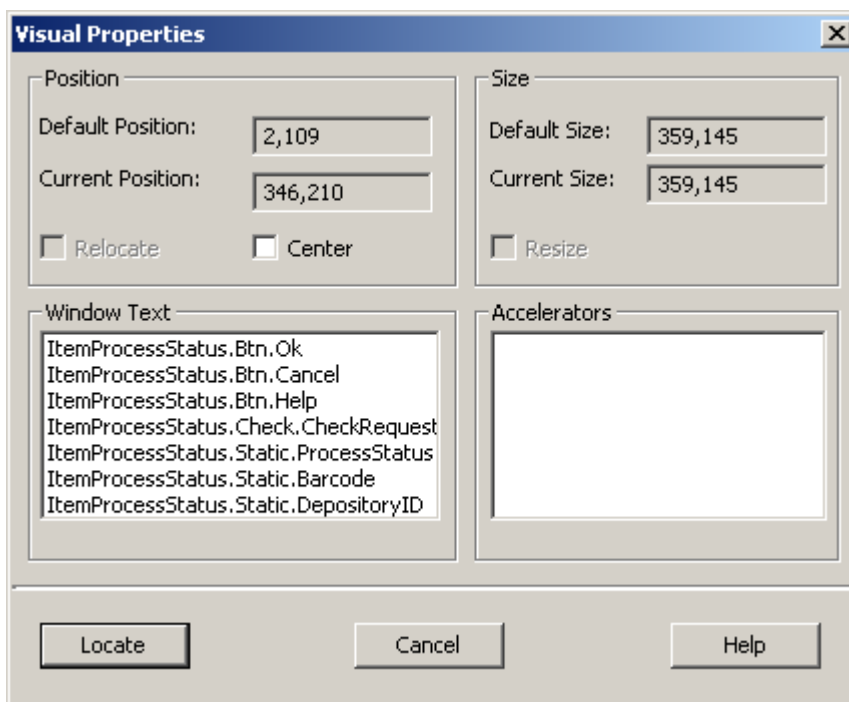 Visual Properties
Position
Default Position:
2,109
Current Position:
346,210
Relocate
Center
Size
Default Size:
359,145
Current Size:
359,145
Resize
Window Text
ItemProcessStatus.Btn.Ok
ItemProcessStatus.Btn.Cancel
ItemProcessStatus.Btn.Help
ItemProcessStatus.Check.CheckRequest
ItemProcessStatus.Static.ProcessStatus
ItemProcessStatus.Static.Barcode
ItemProcessStatus.Static.DepositoryID
Accelerators
Locate
Cancel
Help